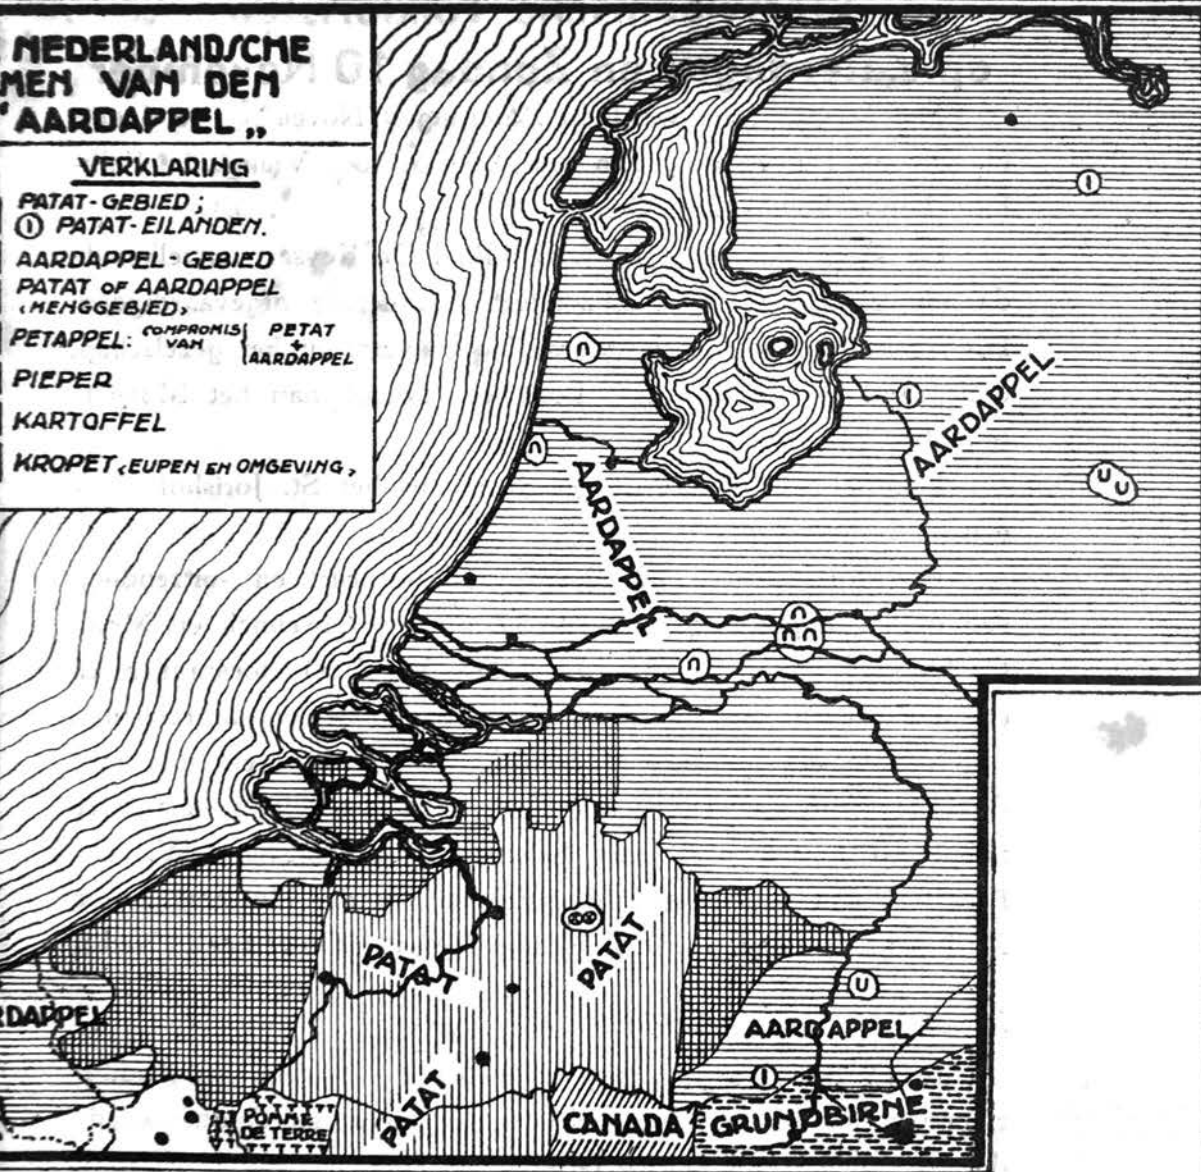 NEDERLANDSCHE
MEN VAN DEN
"AARDAPPEL„
VERKLARING
PATAT-GEBIED;
I PATAT-EILANDEN.
AARDAPPEL-GEBIED
PATAT OF AARDAPPEL
‹MENGGEBIED›
PETAPPEL: COMPROMIS VAN { PETAT + AARDAPPEL
PIEPER
KARTOFFEL
KROPET ‹EUPEN EN OMGEVING,
I
n
I
AARDAPPEL
n
AARDAPPEL
U U
n
n n
n
PATAT
PATAT
U
RDAPPEL
AARDAPPEL
PATAT
I
POMME
DE TERRE
CANADA
GRUNDBIRNE